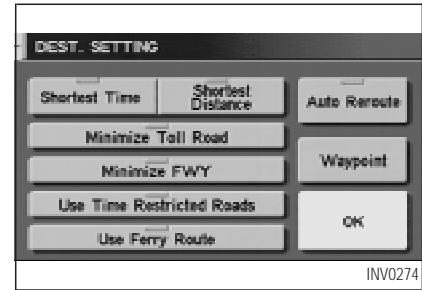 DEST. SETTING
Shortest Time
Shortest
Distance
Auto Reroute
Minimize Toll Road
Minimize FWY
Waypoint
Use Time Restricted Roads
Use Ferry Route
OK
INV0274